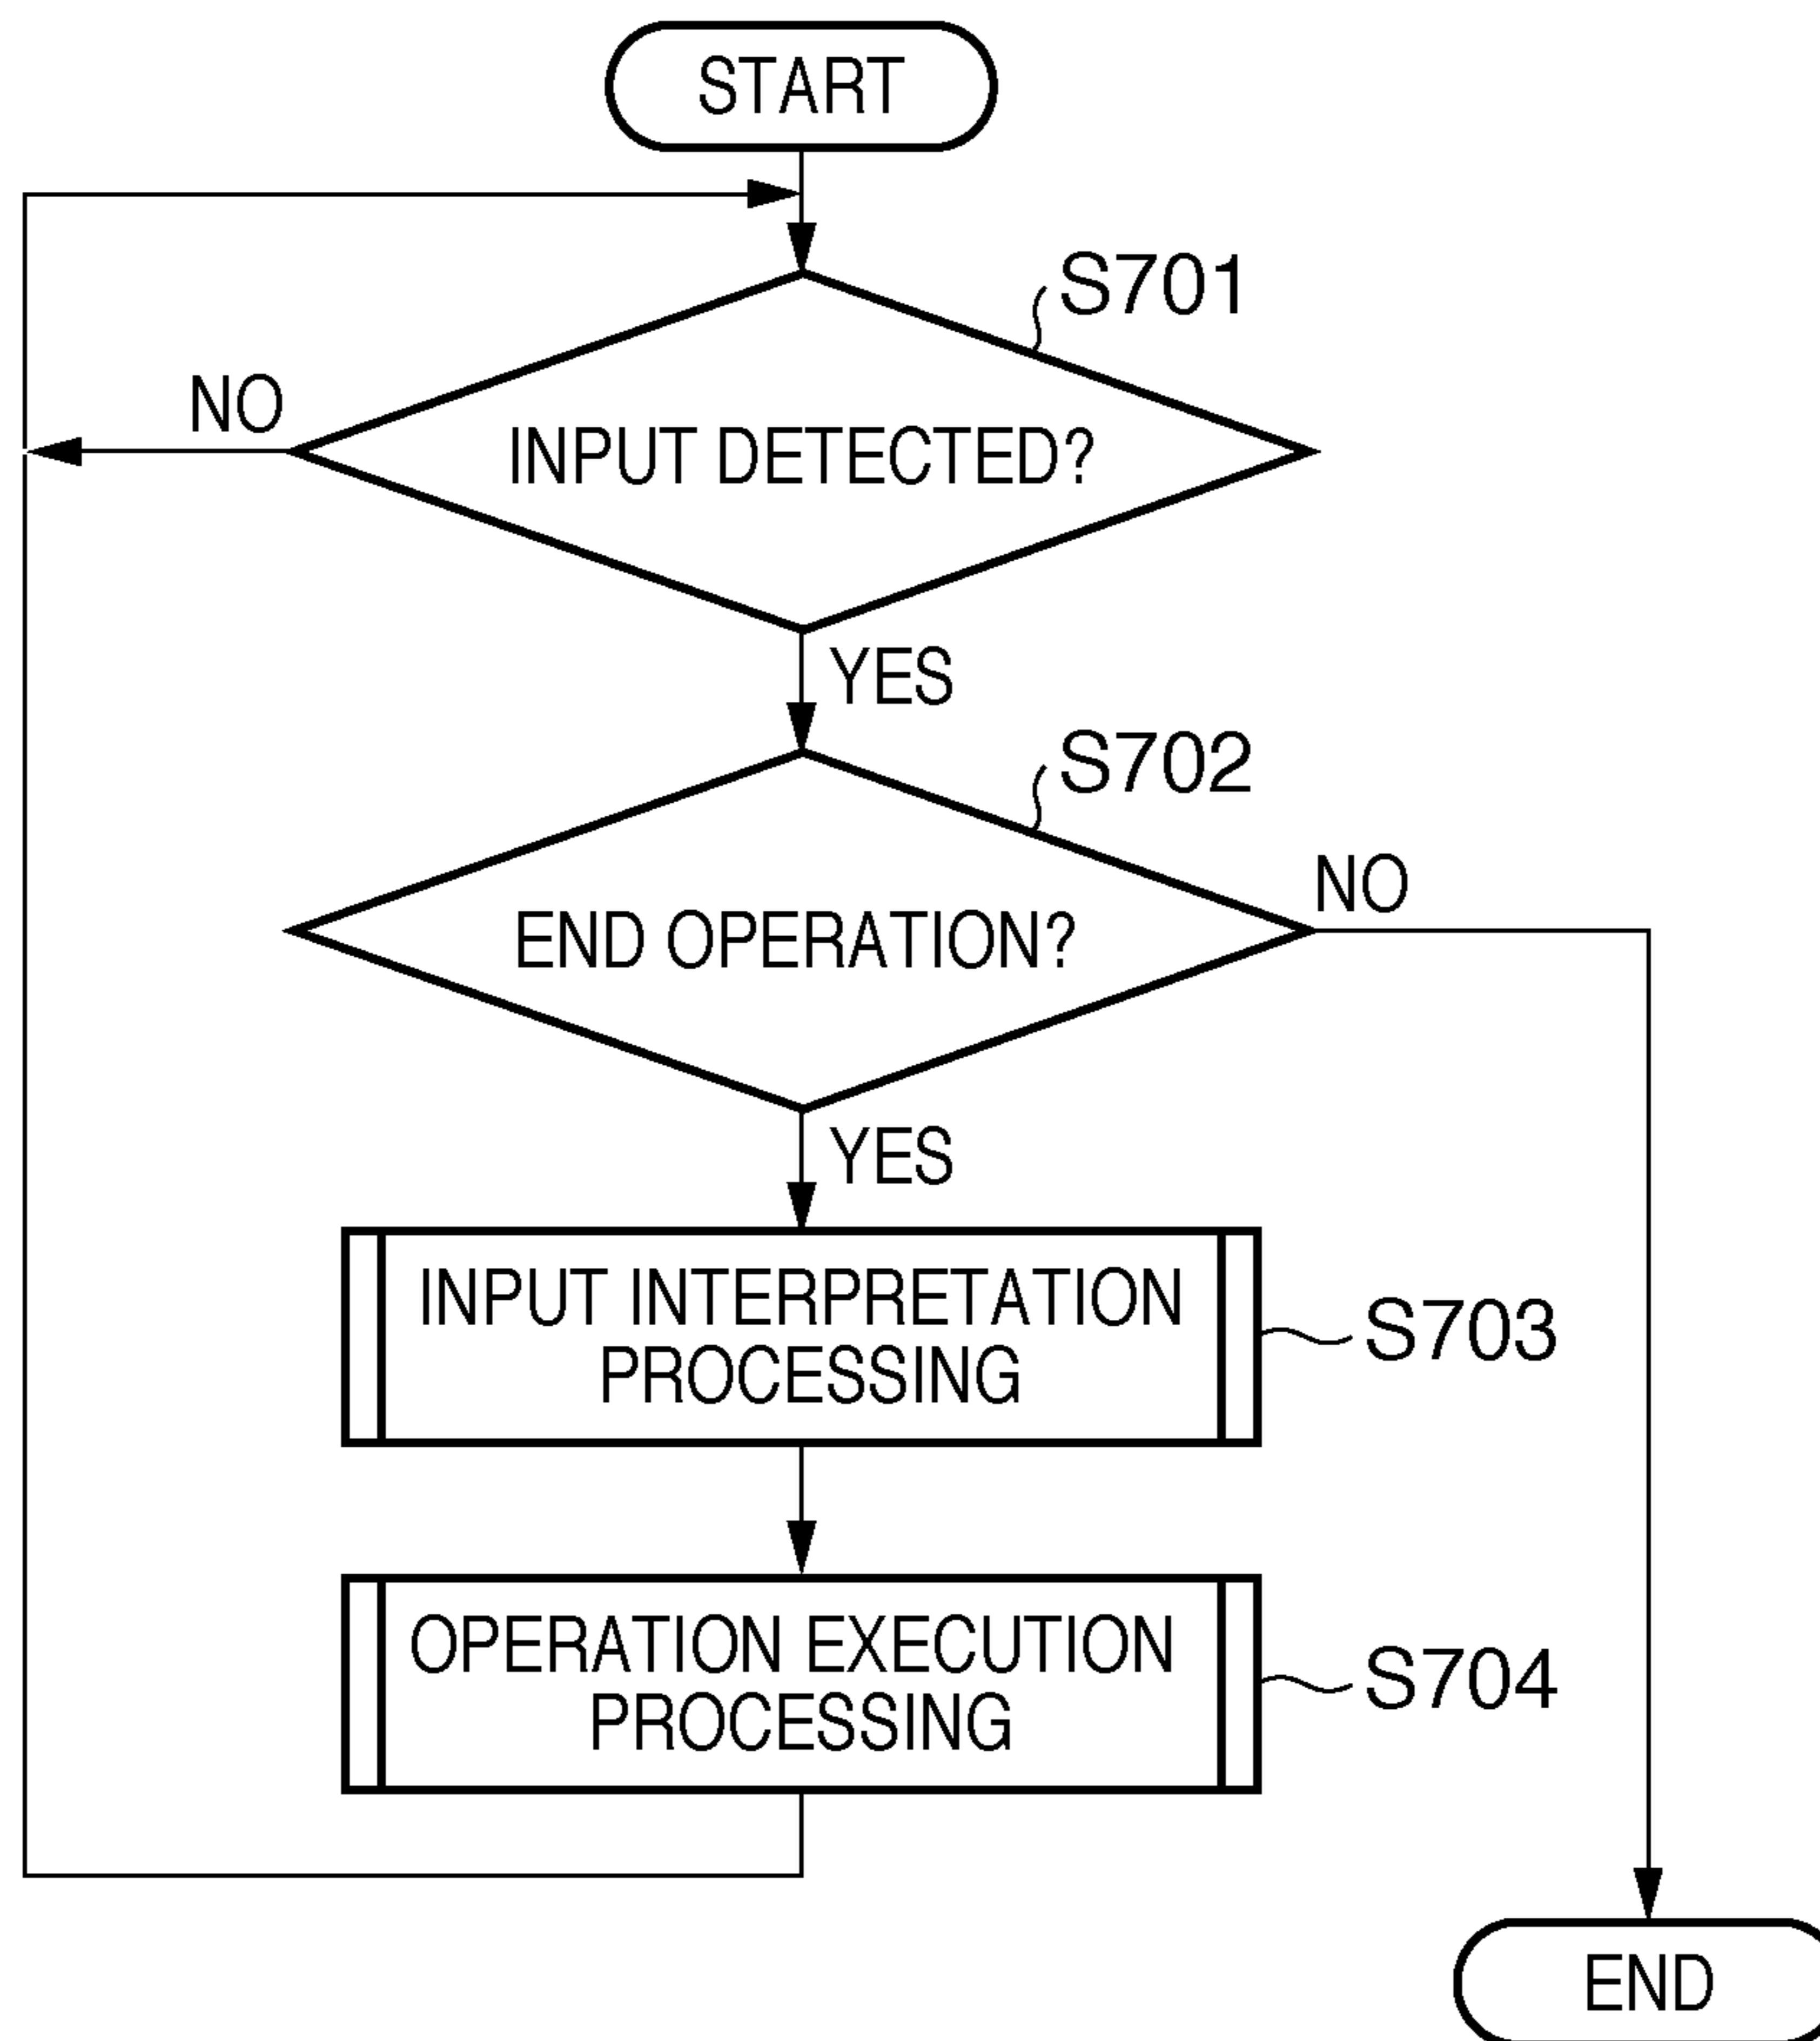 START
S701
NO
INPUT DETECTED?
YES
S702
NO
END OPERATION?
YES
INPUT INTERPRETATION
PROCESSING
S703
OPERATION EXECUTION
PROCESSING
S704
END